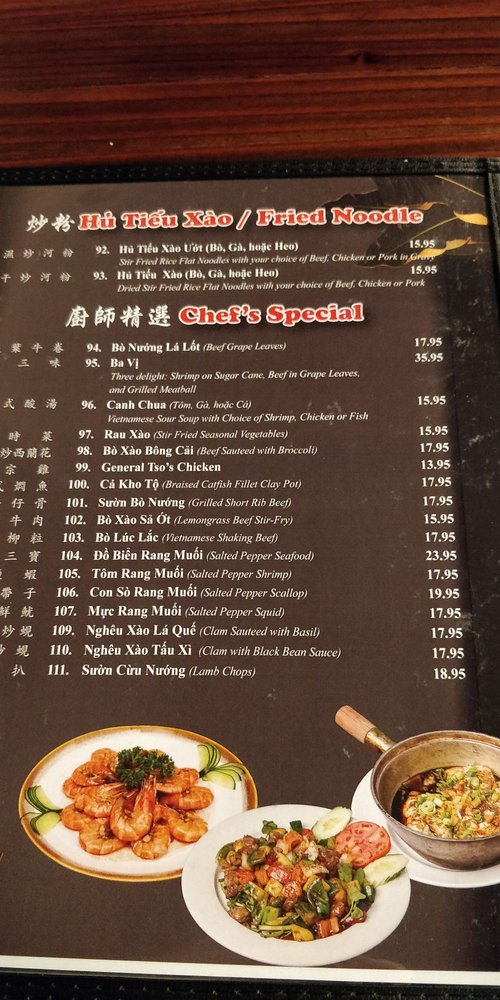 炒粉 Hủ Tiếu Xào / Fried Noodle
濕炒河粉 92. Hủ Tiếu Xào Ướt (Bò, Gà, hoặc Heo) 15.95
Stir Fried Rice Flat Noodles with your choice of Beef, Chicken or Pork in Gravy
干炒河粉 93. Hủ Tiếu Xào (Bò, Gà, hoặc Heo) 15.95
Dried Stir Fried Rice Flat Noodles with your choice of Beef, Chicken or Pork
廚師精選 Chef's Special
葉牛卷 94. Bò Nướng Lá Lốt (Beef Grape Leaves) 17.95
三味 95. Ba Vị 35.95
Three delight: Shrimp on Sugar Cane, Beef in Grape Leaves,
and Grilled Meatball
式酸湯 96. Canh Chua (Tôm, Gà, hoặc Cá) 15.95
Vietnamese Sour Soup with Choice of Shrimp, Chicken or Fish
時菜 97. Rau Xào (Stir Fried Seasonal Vegetables) 15.95
炒西蘭花 98. Bò Xào Bông Cải (Beef Sauteed with Broccoli) 17.95
宗雞 99. General Tso's Chicken 13.95
燜魚 100. Cá Kho Tộ (Braised Catfish Fillet Clay Pot) 17.95
仔骨 101. Sườn Bò Nướng (Grilled Short Rib Beef) 17.95
牛肉 102. Bò Xào Sả Ớt (Lemongrass Beef Stir-Fry) 15.95
柳粒 103. Bò Lúc Lắc (Vietnamese Shaking Beef) 17.95
三寶 104. Đồ Biển Rang Muối (Salted Pepper Seafood) 23.95
蝦 105. Tôm Rang Muối (Salted Pepper Shrimp) 17.95
帶子 106. Con Sò Rang Muối (Salted Pepper Scallop) 19.95
鮮魷 107. Mực Rang Muối (Salted Pepper Squid) 17.95
炒蜆 109. Nghêu Xào Lá Quế (Clam Sauteed with Basil) 17.95
炒蜆 110. Nghêu Xào Tấu Xì (Clam with Black Bean Sauce) 17.95
扒 111. Sườn Cừu Nướng (Lamb Chops) 18.95